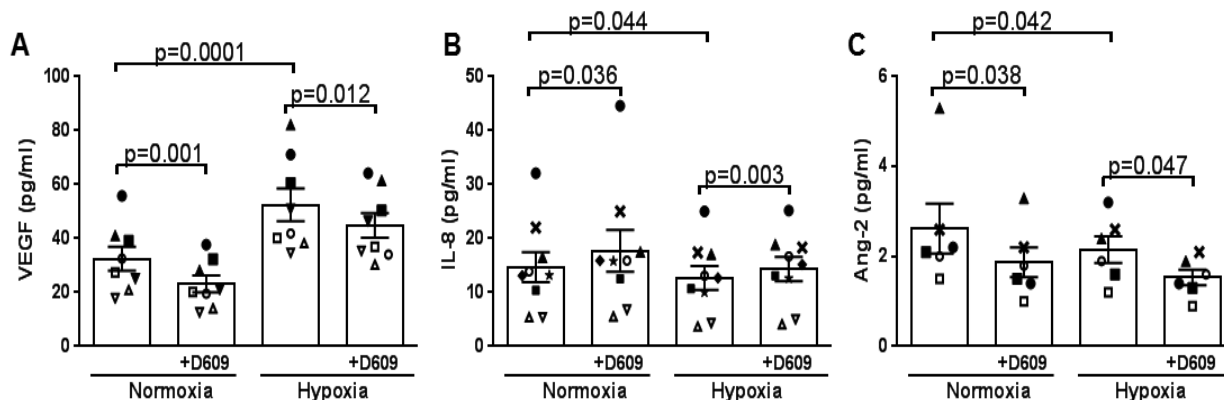 A
p=0.0001
p=0.012
p=0.001
VEGF (pg/ml)
100
80
60
40
20
0
+D609
+D609
Normoxia
Hypoxia
B
p=0.044
p=0.036
p=0.003
IL-8 (pg/ml)
50
40
30
20
10
0
+D609
+D609
Normoxia
Hypoxia
C
p=0.042
p=0.038
p=0.047
Ang-2 (pg/ml)
6
4
2
0
+D609
+D609
Normoxia
Hypoxia